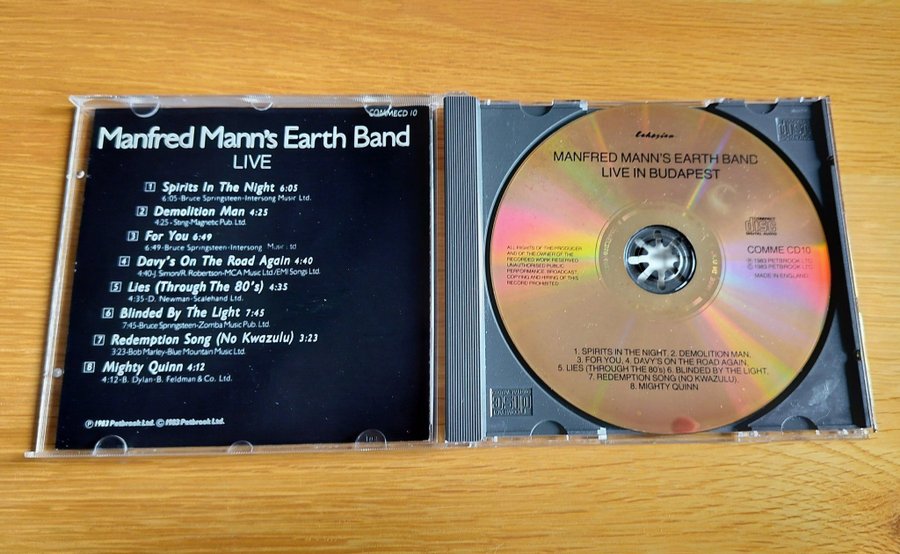 COMMECD 10
Manfred Mann's Earth Band
LIVE
1 Spirits In The Night 6:05
6:05-Bruce Springsteen-Intersong Music Ltd.
2 Demolition Man 4:25
4:25-Sting-Magnetic Pub. Ltd.
3 For You 6:49
6:49-Bruce Springsteen-Intersong Music Ltd
4 Davy's On The Road Again 4:40
4:40-J. Simon/R. Robertson-MCA Music Ltd./EMI Songs Ltd.
5 Lies (Through The 80's) 4:35
4:35-D. Newman-Scalehand Ltd.
6 Blinded By The Light 7:45
7:45-Bruce Springsteen-Zomba Music Pub. Ltd.
7 Redemption Song (No Kwazulu) 3:23
3:23-Bob Marley-Blue Mountain Music Ltd.
8 Mighty Quinn 4:12
4:12-B. Dylan-B. Feldman & Co. Ltd.
Ⓟ 1983 Petbrook Ltd. © 1983 Petbrook Ltd.
Cohesion
MANFRED MANN'S EARTH BAND
LIVE IN BUDAPEST
ALL RIGHTS OF THE PRODUCER
AND OF THE OWNER OF THE
RECORDED WORK RESERVED
UNAUTHORISED PUBLIC
PERFORMANCE, BROADCAST,
COPYING AND HIRING OF THIS
RECORD PROHIBITED
COMPACT
disc
DIGITAL AUDIO
COMME CD10
Ⓟ 1983 PETBROOK LTD
© 1983 PETBROOK LTD.
MADE IN ENGLAND
1. SPIRITS IN THE NIGHT. 2. DEMOLITION MAN.
3. FOR YOU. 4. DAVY'S ON THE ROAD AGAIN.
5. LIES (THROUGH THE 80s) 6. BLINDED BY THE LIGHT.
7. REDEMPTION SONG (NO KWAZULU).
8. MIGHTY QUINN